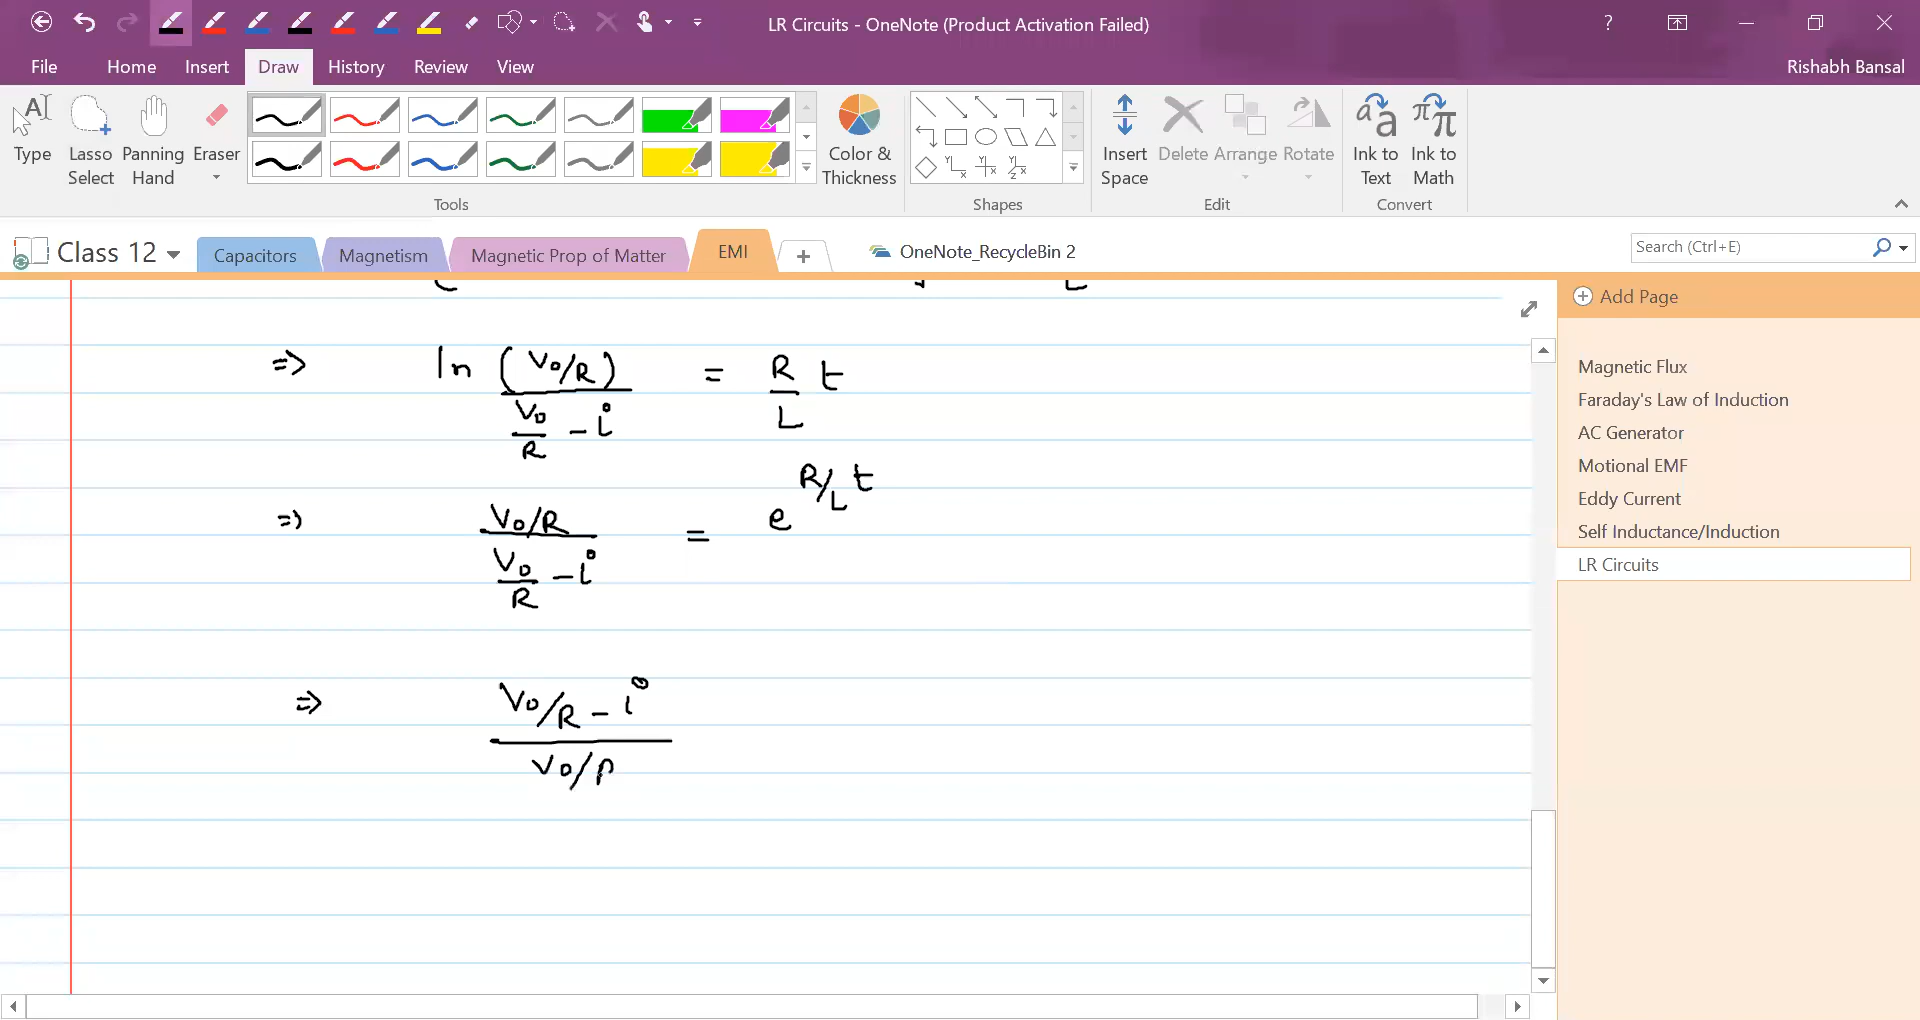 LR Circuits - OneNote (Product Activation Failed)
?
File Home Insert Draw History Review View
Rishabh Bansal
Type
Lasso Select
Panning Hand
Eraser
Color & Thickness
Insert Space
Delete
Arrange
Rotate
Ink to Text
Ink to Math
Tools
Shapes
Edit
Convert
Class 12
Capacitors
Magnetism
Magnetic Prop of Matter
EMI
+
OneNote_RecycleBin 2
Search (Ctrl+E)
Add Page
Magnetic Flux
Faraday's Law of Induction
AC Generator
Motional EMF
Eddy Current
Self Inductance/Induction
LR Circuits
=> ln (V0/R) / (V0/R - i) = R/L t
=> (V0/R) / (V0/R - i) = e^(R/L t)
=> (V0/R - i) / (V0/